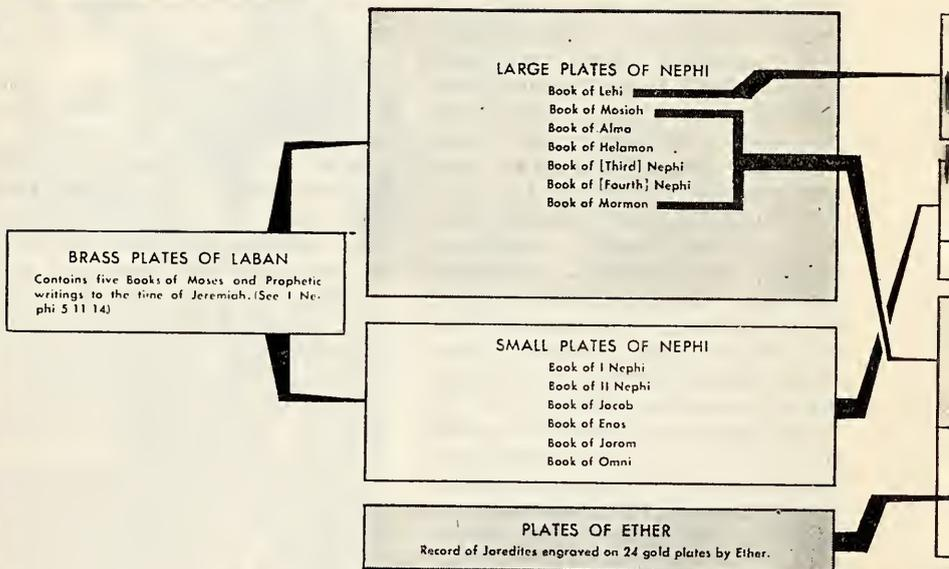 LARGE PLATES OF NEPHI
Book of Lehi
Book of Mosioh
Book of Alma
Book of Helamon
Book of [Third] Nephi
Book of [Fourth] Nephi
Book of Mormon
BRASS PLATES OF LABAN
Contains five Books of Moses and Prophetic
writings to the time of Jeremiah. (See I Ne-
phi 5 11 14)
SMALL PLATES OF NEPHI
Book of I Nephi
Book of II Nephi
Book of Jacob
Book of Enos
Book of Jorom
Book of Omni
PLATES OF ETHER
Record of Joredites engraved on 24 gold plates by Ether.